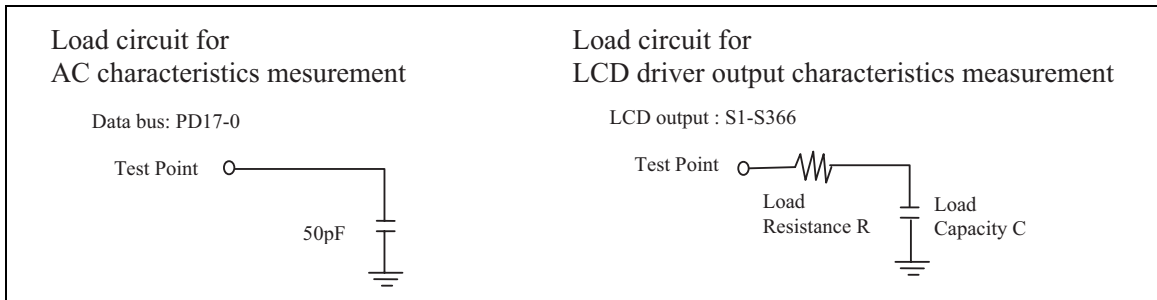 Load circuit for
AC characteristics mesurement
Data bus: PD17-0
Test Point
50pF
Load circuit for
LCD driver output characteristics measurement
LCD output : S1-S366
Test Point
Load
Resistance R
Load
Capacity C